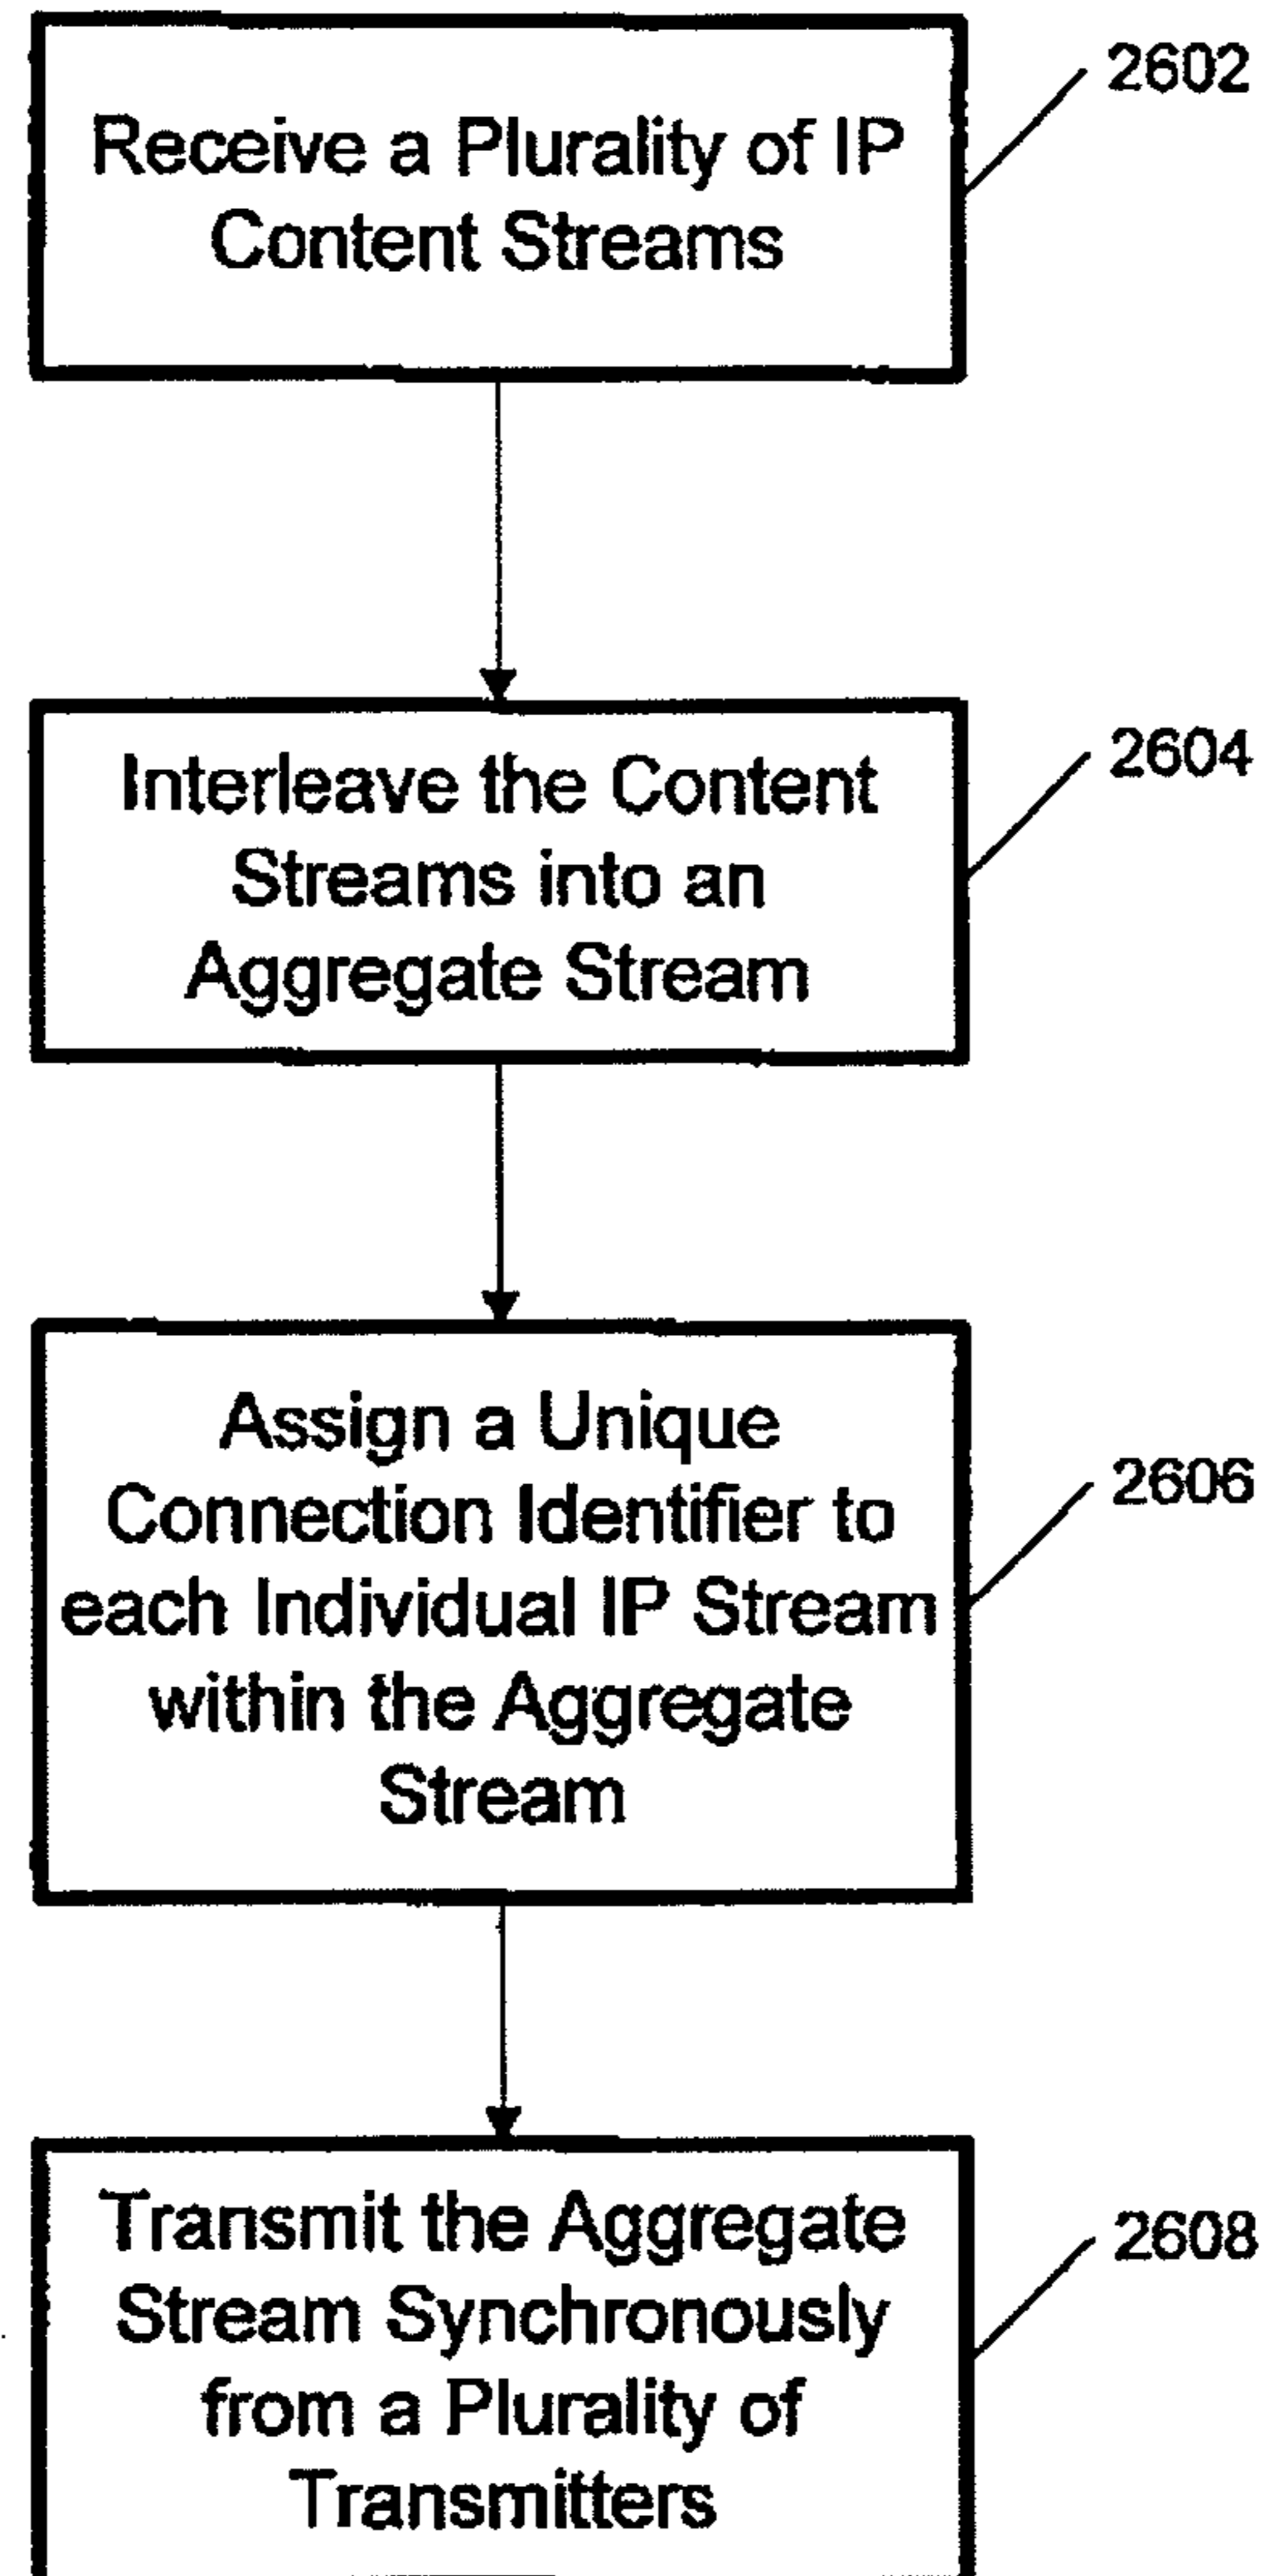 Receive a Plurality of IP
Content Streams
2602
Interleave the Content
Streams into an
Aggregate Stream
2604
Assign a Unique
Connection Identifier to
each Individual IP Stream
within the Aggregate
Stream
2606
Transmit the Aggregate
Stream Synchronously
from a Plurality of
Transmitters
2608